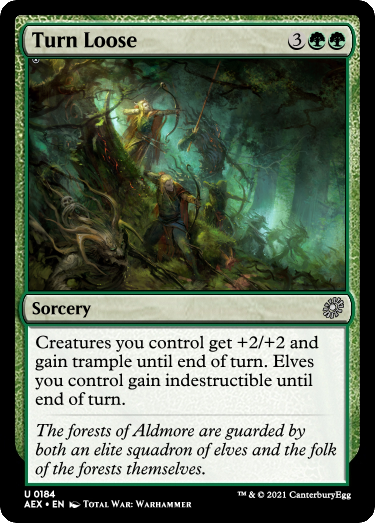 Turn Loose 3
Sorcery
Creatures you control get +2/+2 and
gain trample until end of turn. Elves
you control gain indestructible until
end of turn.
The forests of Aldmore are guarded by
both an elite squadron of elves and the folk
of the forests themselves.
U 0184
AEX • EN Total War: Warhammer
™ & © 2021 CanterburyEgg